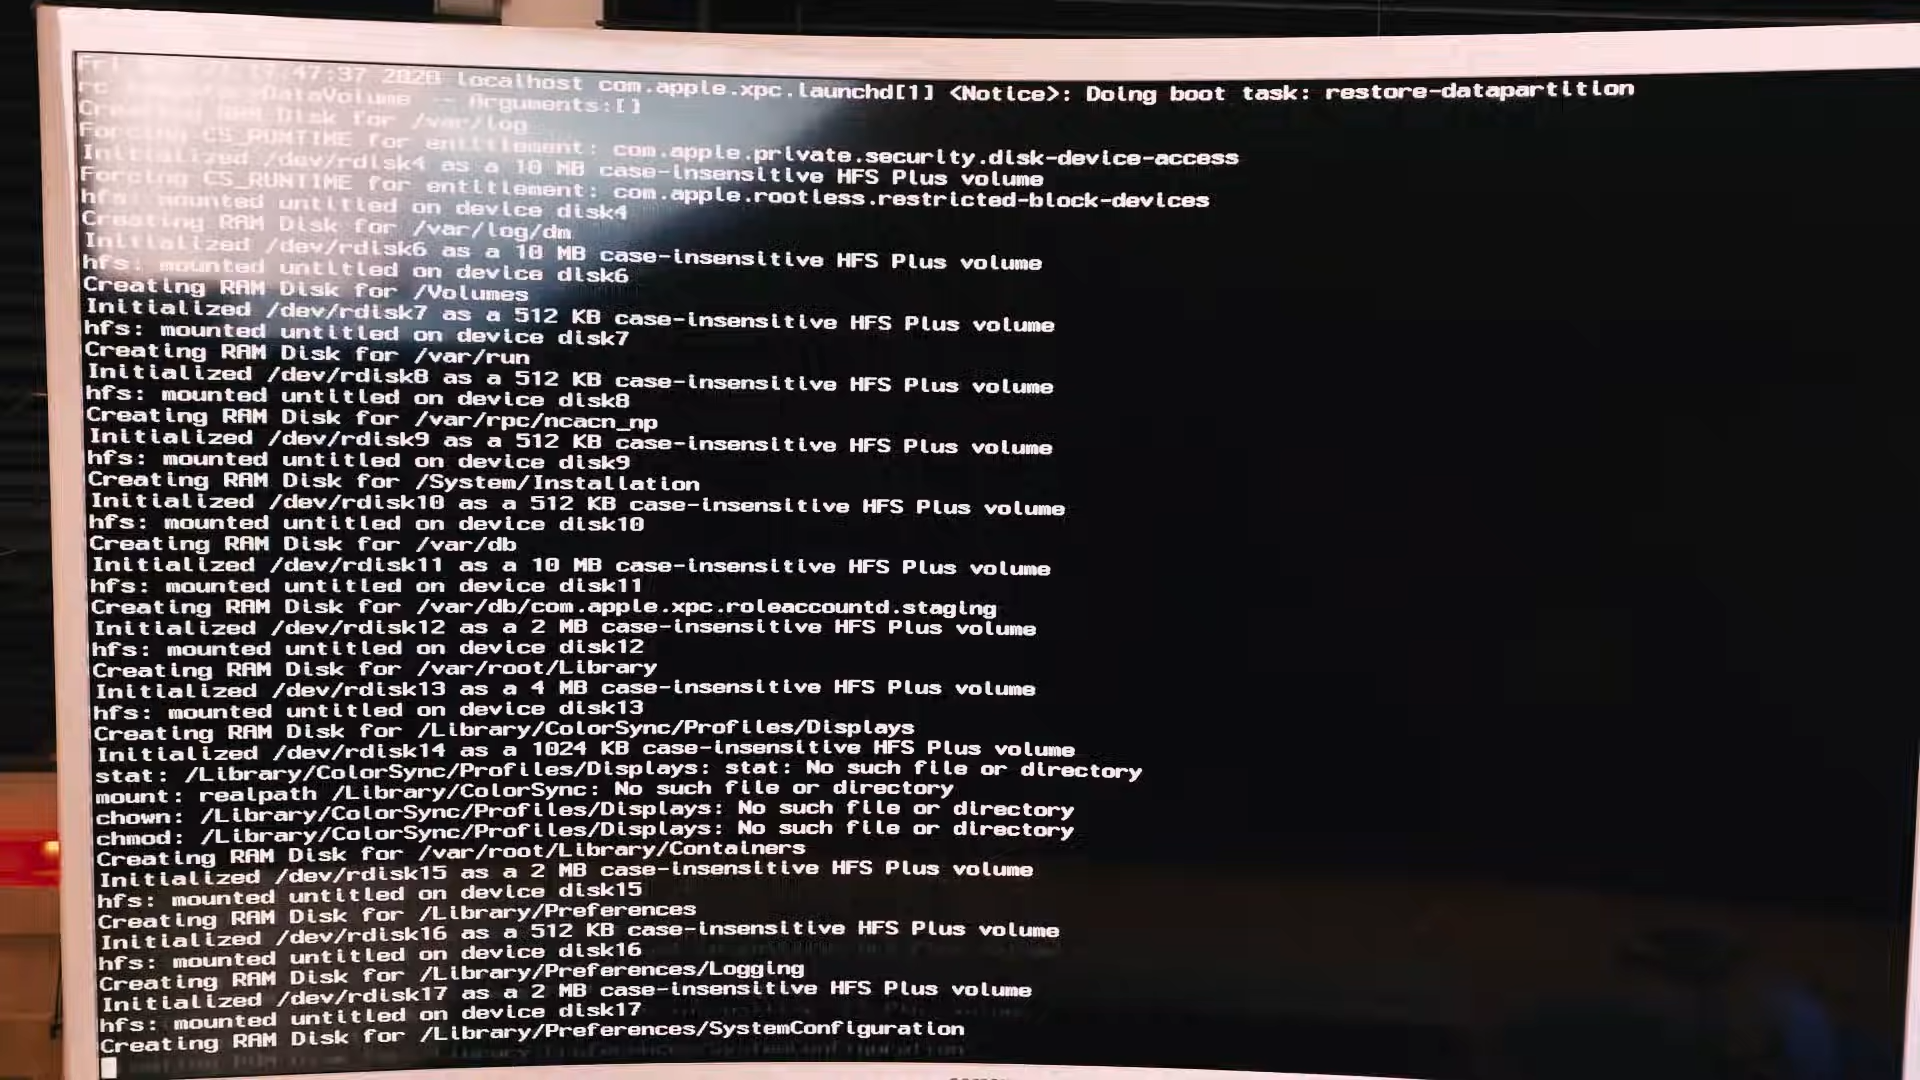 47:37 2020 localhost com.apple.xpc.launchd[1] <Notice>: Doing boot task: restore-datapartition
rc DataVolume -- Arguments:[]
Creating RAM Disk for /var/log
Forcing CS_RUNTIME for entitlement: com.apple.private.security.disk-device-access
Initialized /dev/rdisk4 as a 10 MB case-insensitive HFS Plus volume
Forcing CS_RUNTIME for entitlement: com.apple.rootless.restricted-block-devices
hfs: mounted untitled on device disk4
Creating RAM Disk for /var/log/dm
Initialized /dev/rdisk6 as a 10 MB case-insensitive HFS Plus volume
hfs: mounted untitled on device disk6
Creating RAM Disk for /Volumes
Initialized /dev/rdisk7 as a 512 KB case-insensitive HFS Plus volume
hfs: mounted untitled on device disk7
Creating RAM Disk for /var/run
Initialized /dev/rdisk8 as a 512 KB case-insensitive HFS Plus volume
hfs: mounted untitled on device disk8
Creating RAM Disk for /var/rpc/ncacn_np
Initialized /dev/rdisk9 as a 512 KB case-insensitive HFS Plus volume
hfs: mounted untitled on device disk9
Creating RAM Disk for /System/Installation
Initialized /dev/rdisk10 as a 512 KB case-insensitive HFS Plus volume
hfs: mounted untitled on device disk10
Creating RAM Disk for /var/db
Initialized /dev/rdisk11 as a 10 MB case-insensitive HFS Plus volume
hfs: mounted untitled on device disk11
Creating RAM Disk for /var/db/com.apple.xpc.roleaccountd.staging
Initialized /dev/rdisk12 as a 2 MB case-insensitive HFS Plus volume
hfs: mounted untitled on device disk12
Creating RAM Disk for /var/root/Library
Initialized /dev/rdisk13 as a 4 MB case-insensitive HFS Plus volume
hfs: mounted untitled on device disk13
Creating RAM Disk for /Library/ColorSync/Profiles/Displays
Initialized /dev/rdisk14 as a 1024 KB case-insensitive HFS Plus volume
stat: /Library/ColorSync/Profiles/Displays: stat: No such file or directory
mount: realpath /Library/ColorSync: No such file or directory
chown: /Library/ColorSync/Profiles/Displays: No such file or directory
chmod: /Library/ColorSync/Profiles/Displays: No such file or directory
Creating RAM Disk for /var/root/Library/Containers
Initialized /dev/rdisk15 as a 2 MB case-insensitive HFS Plus volume
hfs: mounted untitled on device disk15
Creating RAM Disk for /Library/Preferences
Initialized /dev/rdisk16 as a 512 KB case-insensitive HFS Plus volume
hfs: mounted untitled on device disk16
Creating RAM Disk for /Library/Preferences/Logging
Initialized /dev/rdisk17 as a 2 MB case-insensitive HFS Plus volume
hfs: mounted untitled on device disk17
Creating RAM Disk for /Library/Preferences/SystemConfiguration